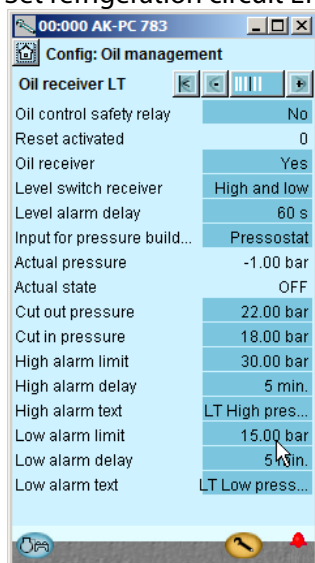 00:000 AK-PC 783
Config: Oil management
Oil receiver LT
Oil control safety relay No
Reset activated 0
Oil receiver Yes
Level switch receiver High and low
Level alarm delay 60 s
Input for pressure build... Pressostat
Actual pressure -1.00 bar
Actual state OFF
Cut out pressure 22.00 bar
Cut in pressure 18.00 bar
High alarm limit 30.00 bar
High alarm delay 5 min.
High alarm text LT High pres...
Low alarm limit 15.00 bar
Low alarm delay 5 min.
Low alarm text LT Low press...